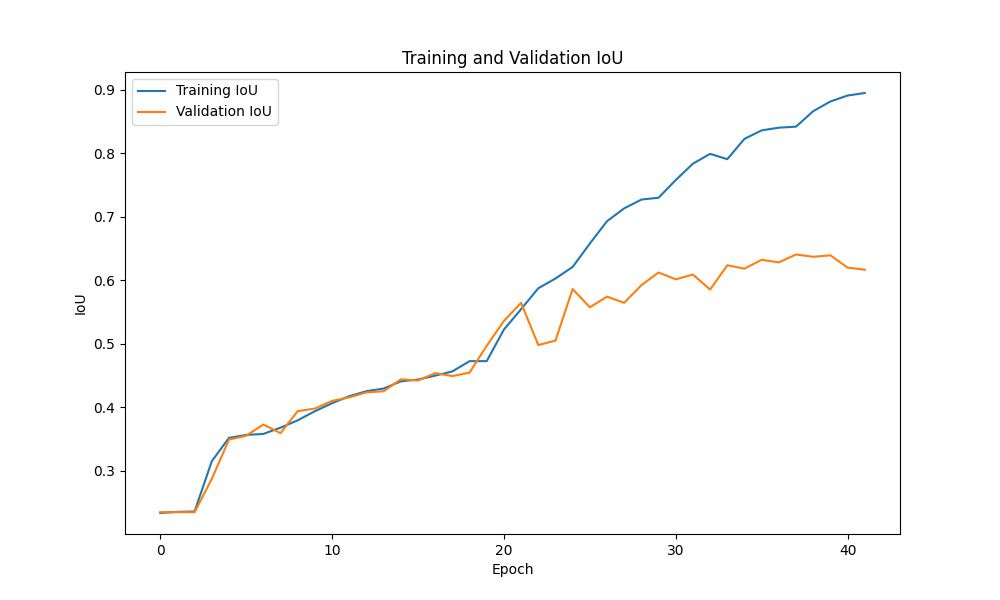 Training and Validation IoU
Training IoU
Validation IoU
0.9
0.8
0.7
0.6
0.5
0.4
0.3
IoU
0 10 20 30 40
Epoch